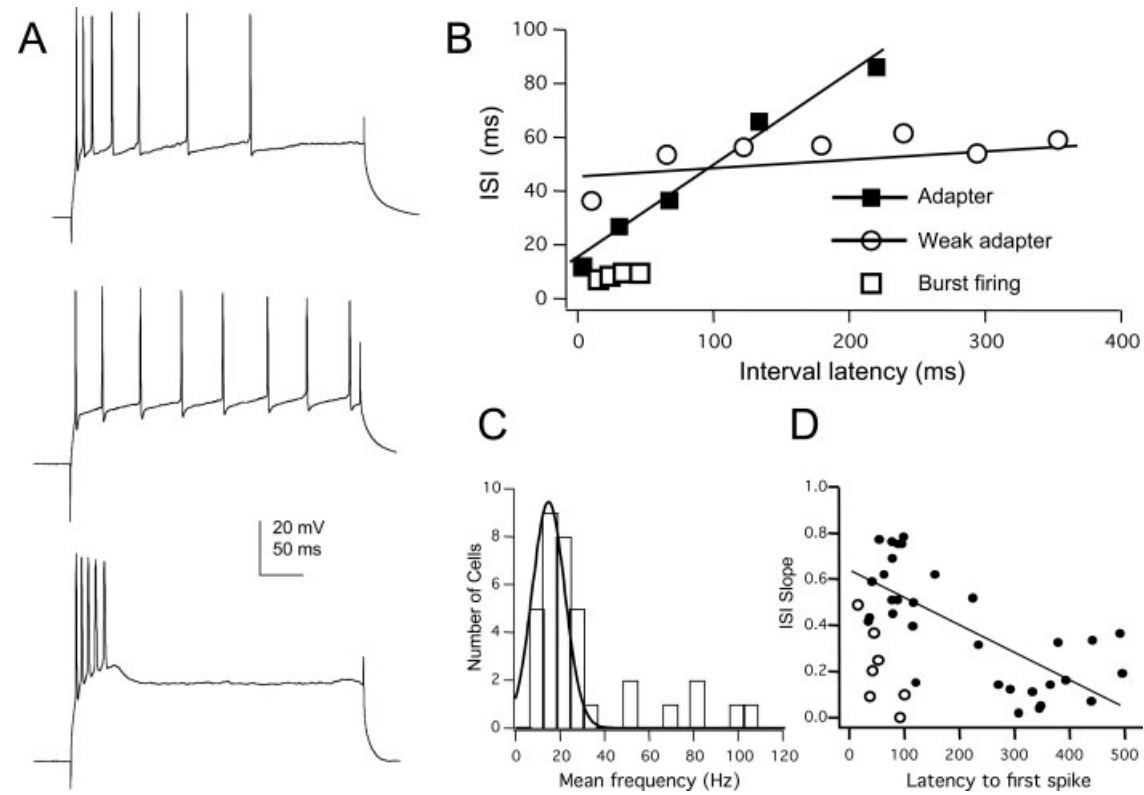 A
20 mV
50 ms
B
100
80
60
40
20
0
ISI (ms)
Adapter
Weak adapter
Burst firing
0 100 200 300 400
Interval latency (ms)
C
10
8
6
4
2
0
Number of Cells
0 20 40 60 80 100 120
Mean frequency (Hz)
D
1.0
0.8
0.6
0.4
0.2
0.0
ISI Slope
0 100 200 300 400 500
Latency to first spike